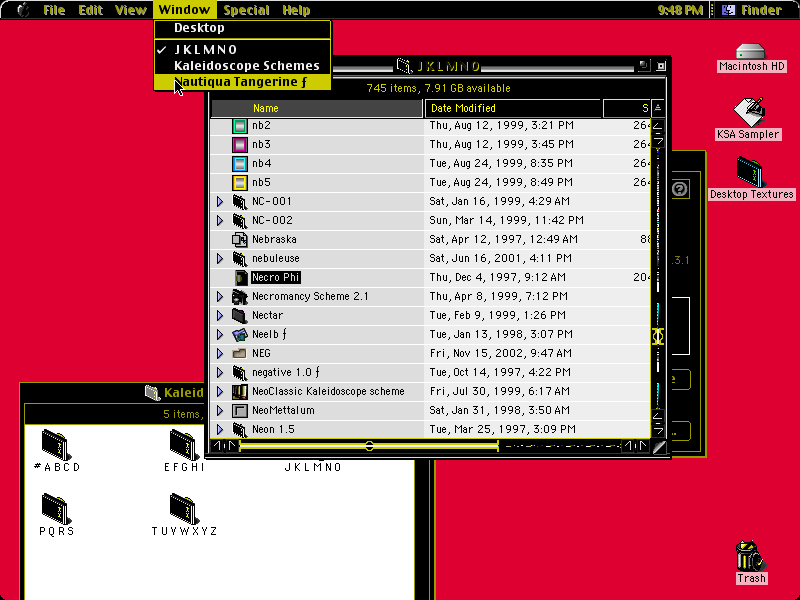 File Edit View Window Special Help 9:48 PM Finder
Desktop
✓ J K L M N O
Kaleidoscope Schemes
Nautiqua Tangerine ƒ
J K L M N O
745 items, 7.91 GB available
Name Date Modified S
nb2 Thu, Aug 12, 1999, 3:21 PM 264
nb3 Thu, Aug 12, 1999, 3:45 PM 264
nb4 Tue, Aug 24, 1999, 8:35 PM 264
nb5 Tue, Aug 24, 1999, 8:49 PM 264
NC-001 Sat, Jan 16, 1999, 4:29 AM
NC-002 Sun, Mar 14, 1999, 11:42 PM
Nebraska Sat, Apr 12, 1997, 12:49 AM 88
nebuleuse Sat, Jun 16, 2001, 4:11 PM
Necro Phi Thu, Dec 4, 1997, 9:12 AM 204
Necromancy Scheme 2.1 Thu, Apr 8, 1999, 7:12 PM
Nectar Tue, Feb 9, 1999, 1:26 PM
Neelb ƒ Tue, Jan 13, 1998, 3:07 PM
NEG Fri, Nov 15, 2002, 9:47 AM
negative 1.0 ƒ Tue, Oct 14, 1997, 4:22 PM
NeoClassic Kaleidoscope scheme Fri, Jul 30, 1999, 6:17 AM
NeoMettalum Sat, Jan 31, 1998, 3:50 AM
Neon 1.5 Tue, Mar 25, 1997, 3:09 PM
Macintosh HD
KSA Sampler
Desktop Textures
.3.1
Kaleid
5 items,
#ABCD EFGHI JKLMNO
PQRS TUVWXYZ
Trash